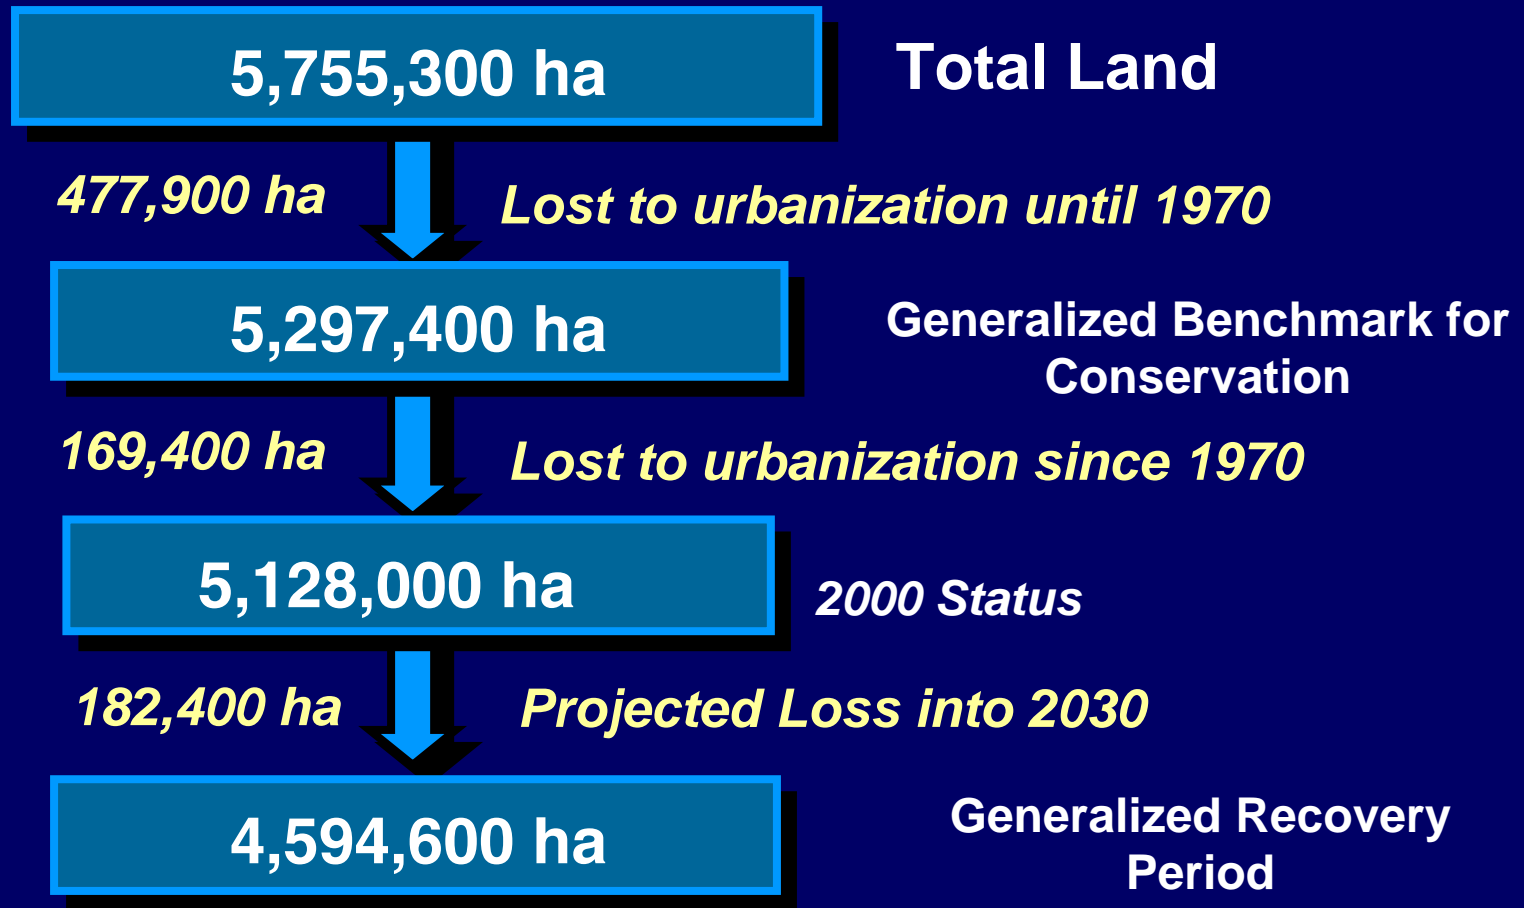 5,755,300 ha
Total Land
477,900 ha
Lost to urbanization until 1970
5,297,400 ha
Generalized Benchmark for
Conservation
169,400 ha
Lost to urbanization since 1970
5,128,000 ha
2000 Status
182,400 ha
Projected Loss into 2030
4,594,600 ha
Generalized Recovery
Period